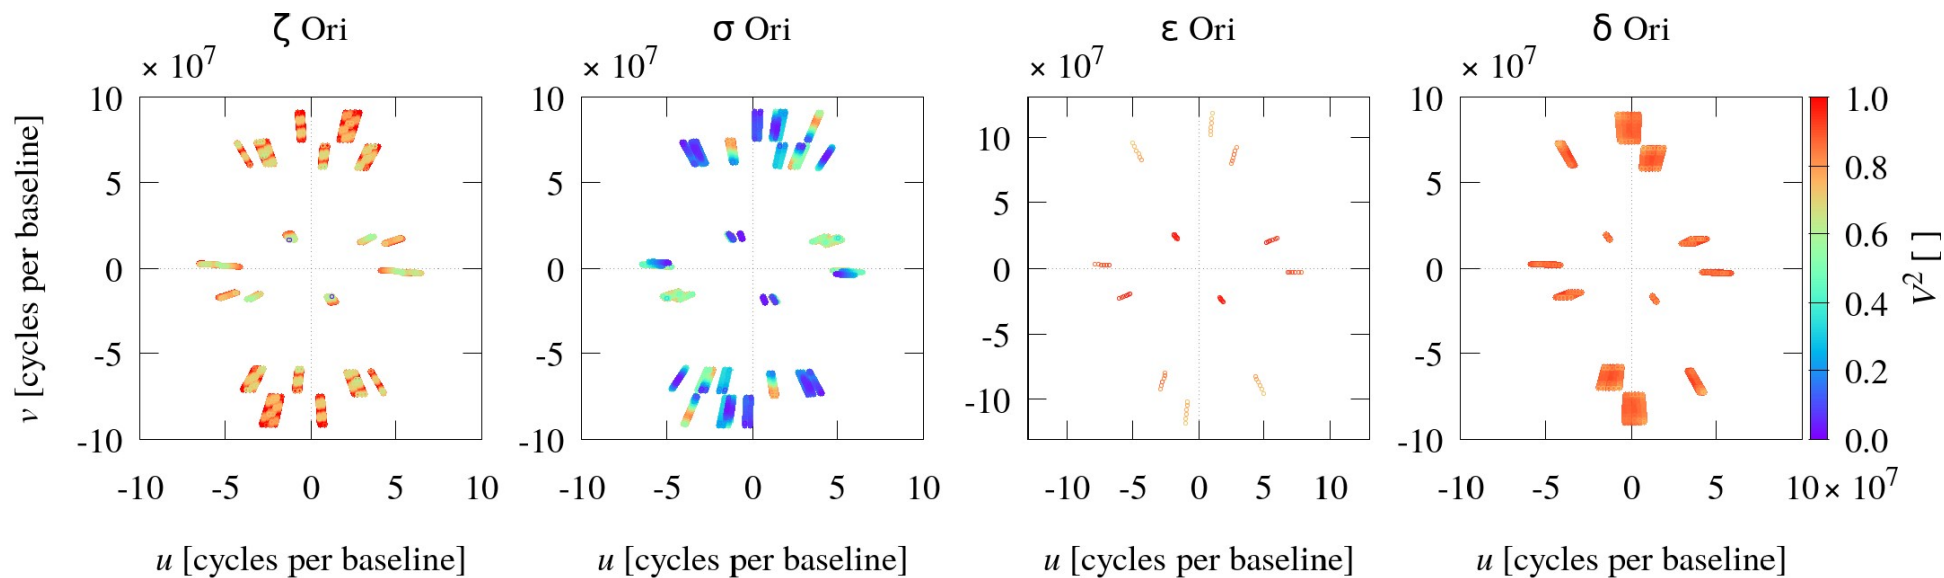 ζ Ori σ Ori ε Ori δ Ori
× 10⁷ × 10⁷ × 10⁷ × 10⁷
10 10 10 1.0
10
0.8
5 5 5 5
0.6
0 0 0 0
0.4
-5 -5 -5 -5
0.2
-10
-10 -10 -10 0.0
v [cycles per baseline]
V² [ ]
-10 -5 0 5 10 -10 -5 0 5 10 -10 -5 0 5 10 -10 -5 0 5 10 × 10⁷
u [cycles per baseline] u [cycles per baseline] u [cycles per baseline] u [cycles per baseline]